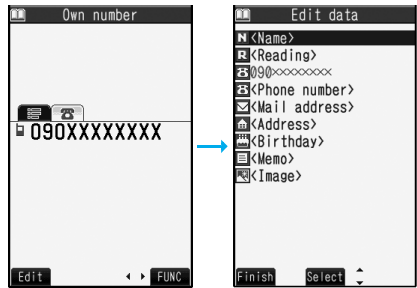 Own number
090XXXXXXXX
Edit
FUNC
Edit data
N <Name>
R <Reading>
090××××××××
<Phone number>
<Mail address>
<Address>
<Birthday>
<Memo>
<Image>
Finish
Select